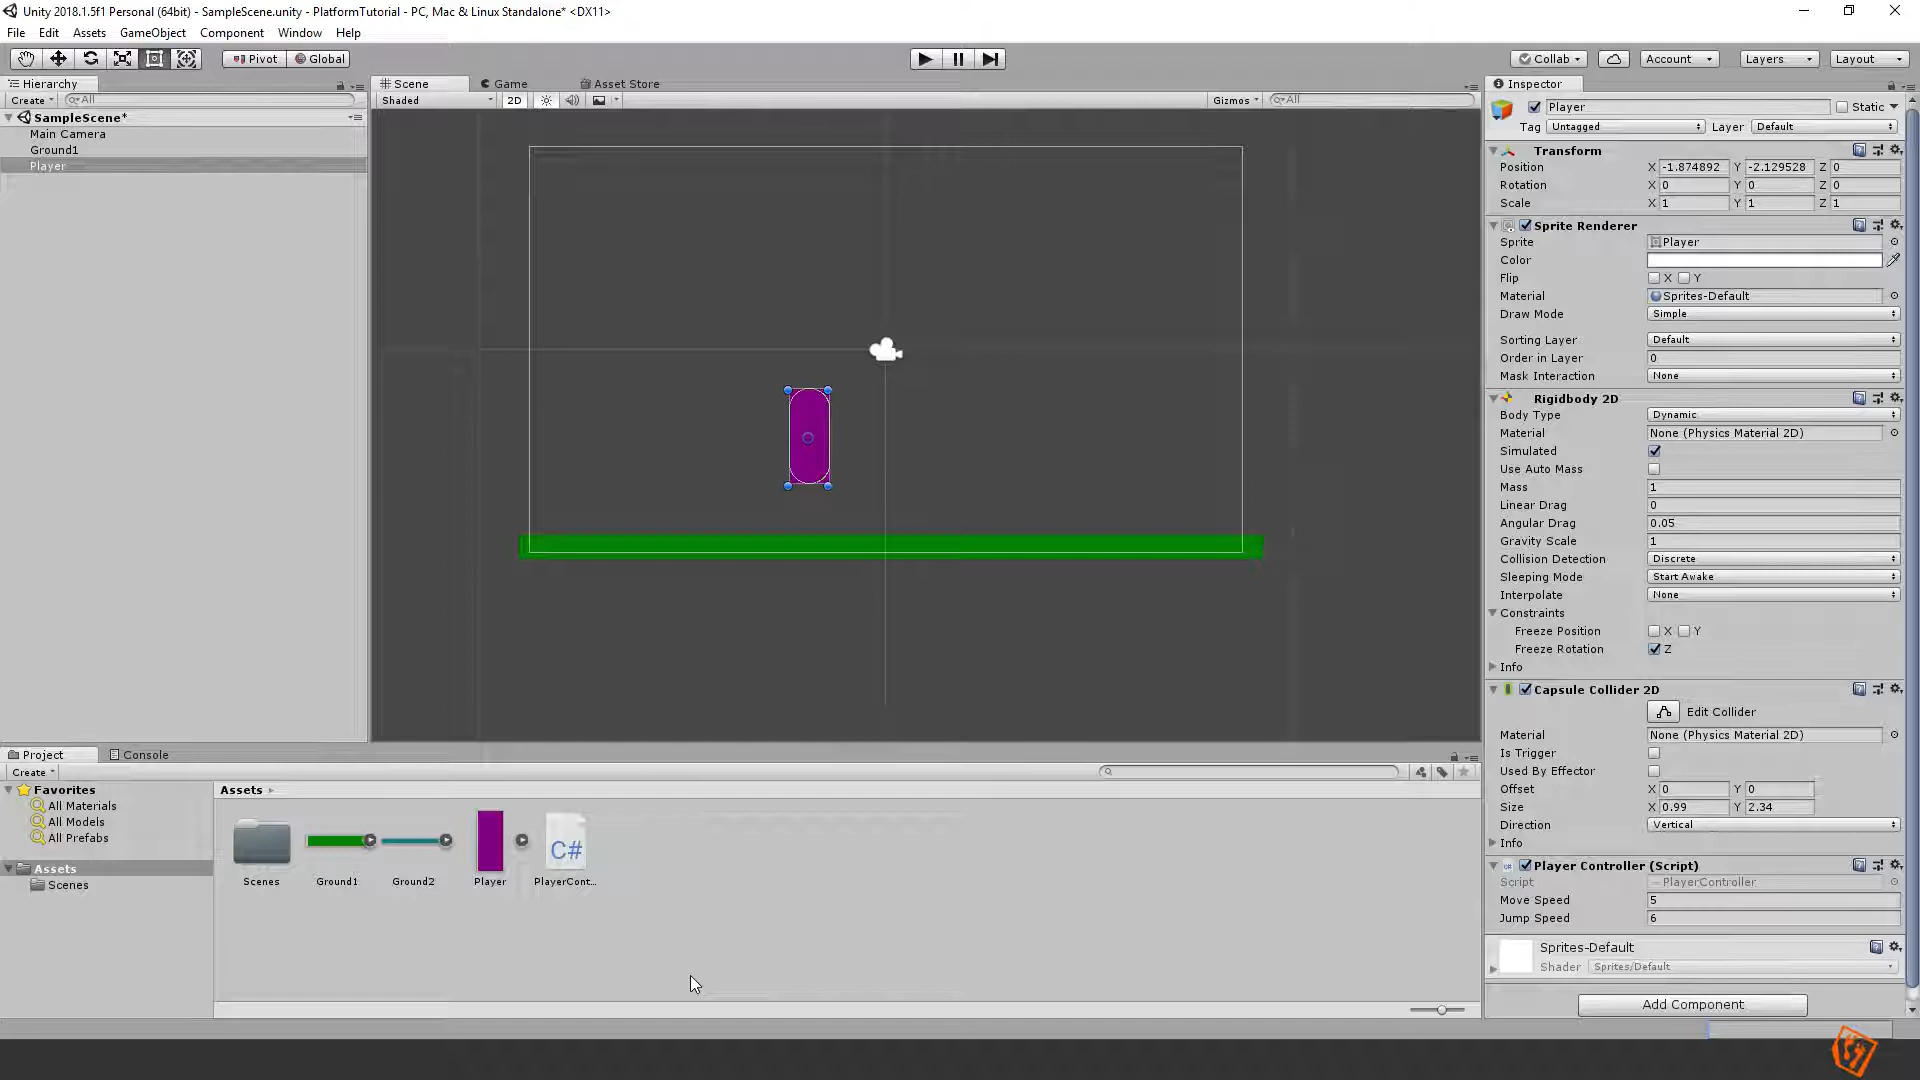 Unity 2018.1.5f1 Personal (64bit) - SampleScene.unity - PlatformTutorial - PC, Mac & Linux Standalone* <DX11>
File Edit Assets GameObject Component Window Help
Pivot Global Collab Account Layers Layout
Hierarchy
Create All
SampleScene*
Main Camera
Ground1
Player
Scene Game Asset Store
Shaded 2D Gizmos All
Inspector
Player Static
Tag Untagged Layer Default
Transform
Position X -1.874892 Y -2.129528 Z 0
Rotation X 0 Y 0 Z 0
Scale X 1 Y 1 Z 1
Sprite Renderer
Sprite Player
Color
Flip X Y
Material Sprites-Default
Draw Mode Simple
Sorting Layer Default
Order in Layer 0
Mask Interaction None
Rigidbody 2D
Body Type Dynamic
Material None (Physics Material 2D)
Simulated
Use Auto Mass
Mass 1
Linear Drag 0
Angular Drag 0.05
Gravity Scale 1
Collision Detection Discrete
Sleeping Mode Start Awake
Interpolate None
Constraints
Freeze Position X Y
Freeze Rotation Z
Info
Capsule Collider 2D
Edit Collider
Material None (Physics Material 2D)
Is Trigger
Used By Effector
Offset X 0 Y 0
Size X 0.99 Y 2.34
Direction Vertical
Info
Player Controller (Script)
Script PlayerController
Move Speed 5
Jump Speed 6
Sprites-Default
Shader Sprites/Default
Add Component
Project Console
Create
Favorites
All Materials
All Models
All Prefabs
Assets
Scenes
Assets
C#
Scenes Ground1 Ground2 Player PlayerCont...